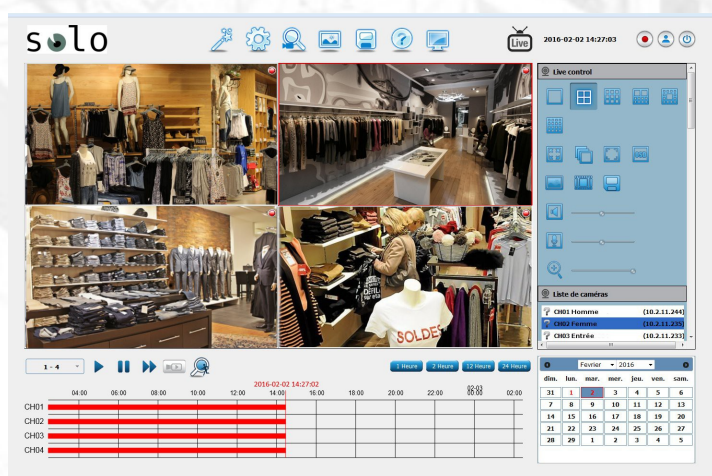 solo
Live
2016-02-02 14:27:03
Live control
Liste de caméras
CH01 Homme (10.2.11.244)
CH02 Femme (10.2.11.235)
CH03 Entrée (10.2.11.233)
SOLDES
1 - 4
1 Heure 2 Heure 12 Heure 24 Heure
2016-02-02 14:27:02
02-03
04:00 06:00 08:00 10:00 12:00 14:00 16:00 18:00 20:00 22:00 00:00 02:00
CH01
CH02
CH03
CH04
Fevrier 2016
dim. lun. mar. mer. jeu. ven. sam.
31 1 2 3 4 5 6
7 8 9 10 11 12 13
14 15 16 17 18 19 20
21 22 23 24 25 26 27
28 29 1 2 3 4 5